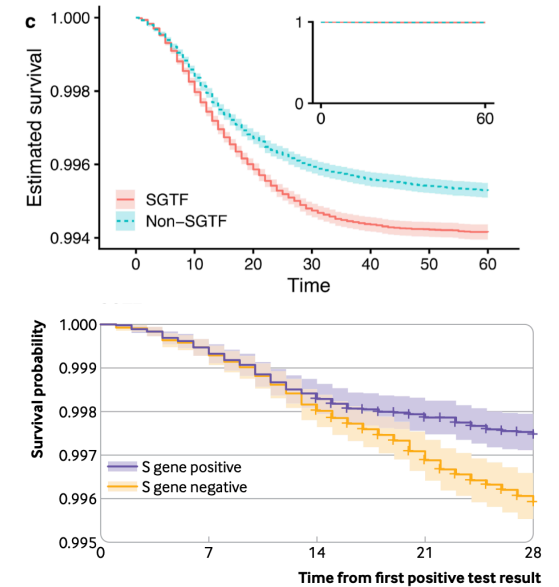 c
Estimated survival
1.000
0.998
0.996
0.994
1
0
0 60
SGTF
Non−SGTF
0 10 20 30 40 50 60
Time
Survival probability
1.000
0.999
0.998
0.997
0.996
0.995
S gene positive
S gene negative
0 7 14 21 28
Time from first positive test result